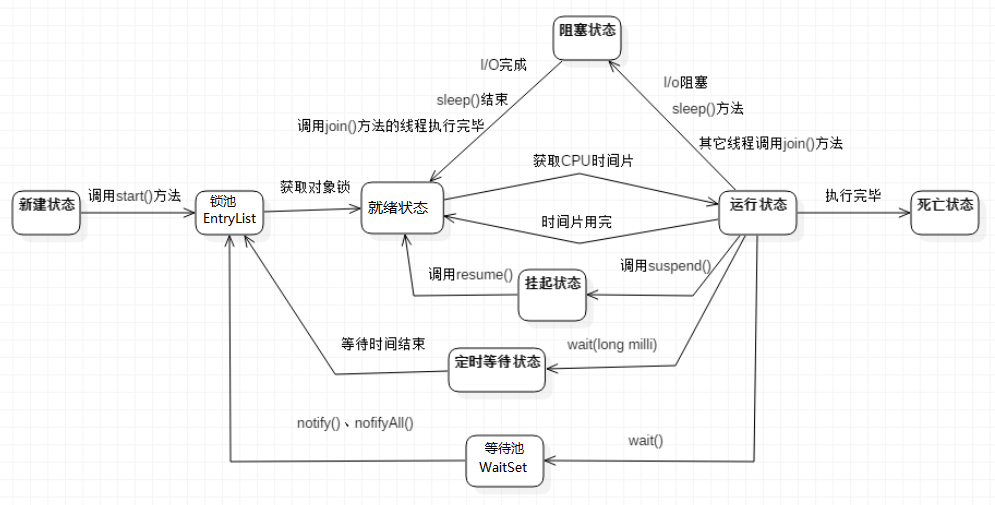 阻塞状态
I/O完成
I/o阻塞
sleep()结束
sleep()方法
调用join()方法的线程执行完毕
其它线程调用join()方法
获取CPU时间片
新建状态
调用start()方法
锁池
EntryList
获取对象锁
就绪状态
运行状态
执行完毕
死亡状态
时间片用完
调用resume()
挂起状态
调用suspend()
等待时间结束
定时等待状态
wait(long milli)
notify()、nofifyAll()
等待池
WaitSet
wait()